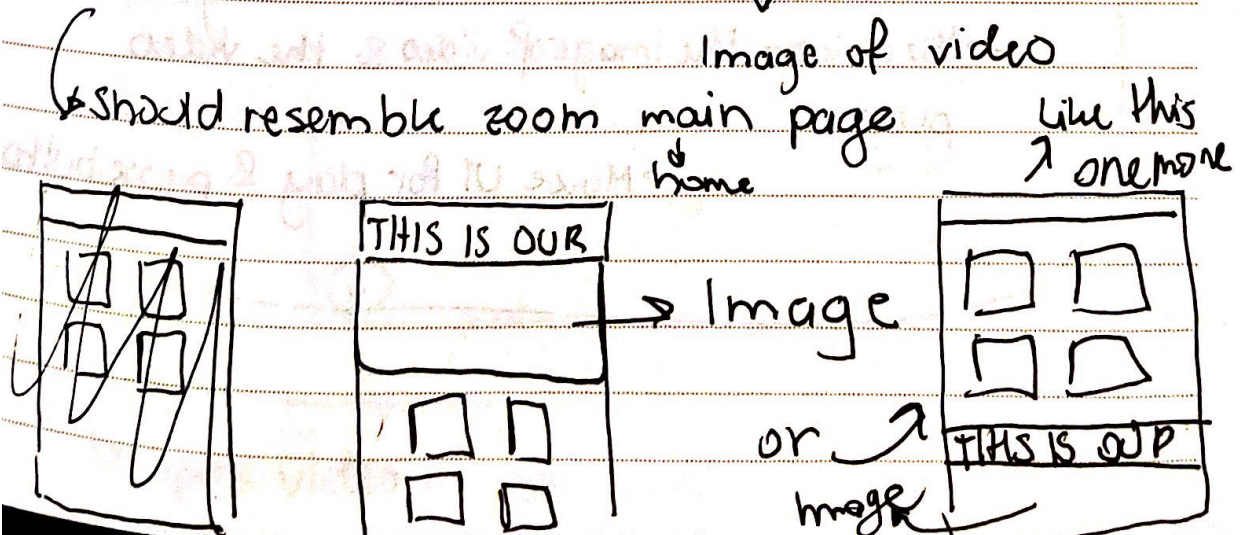 Image of video
should resemble zoom main page
home
Like this
one more
THIS IS OUR
Image
or
THIS IS OUR
Image